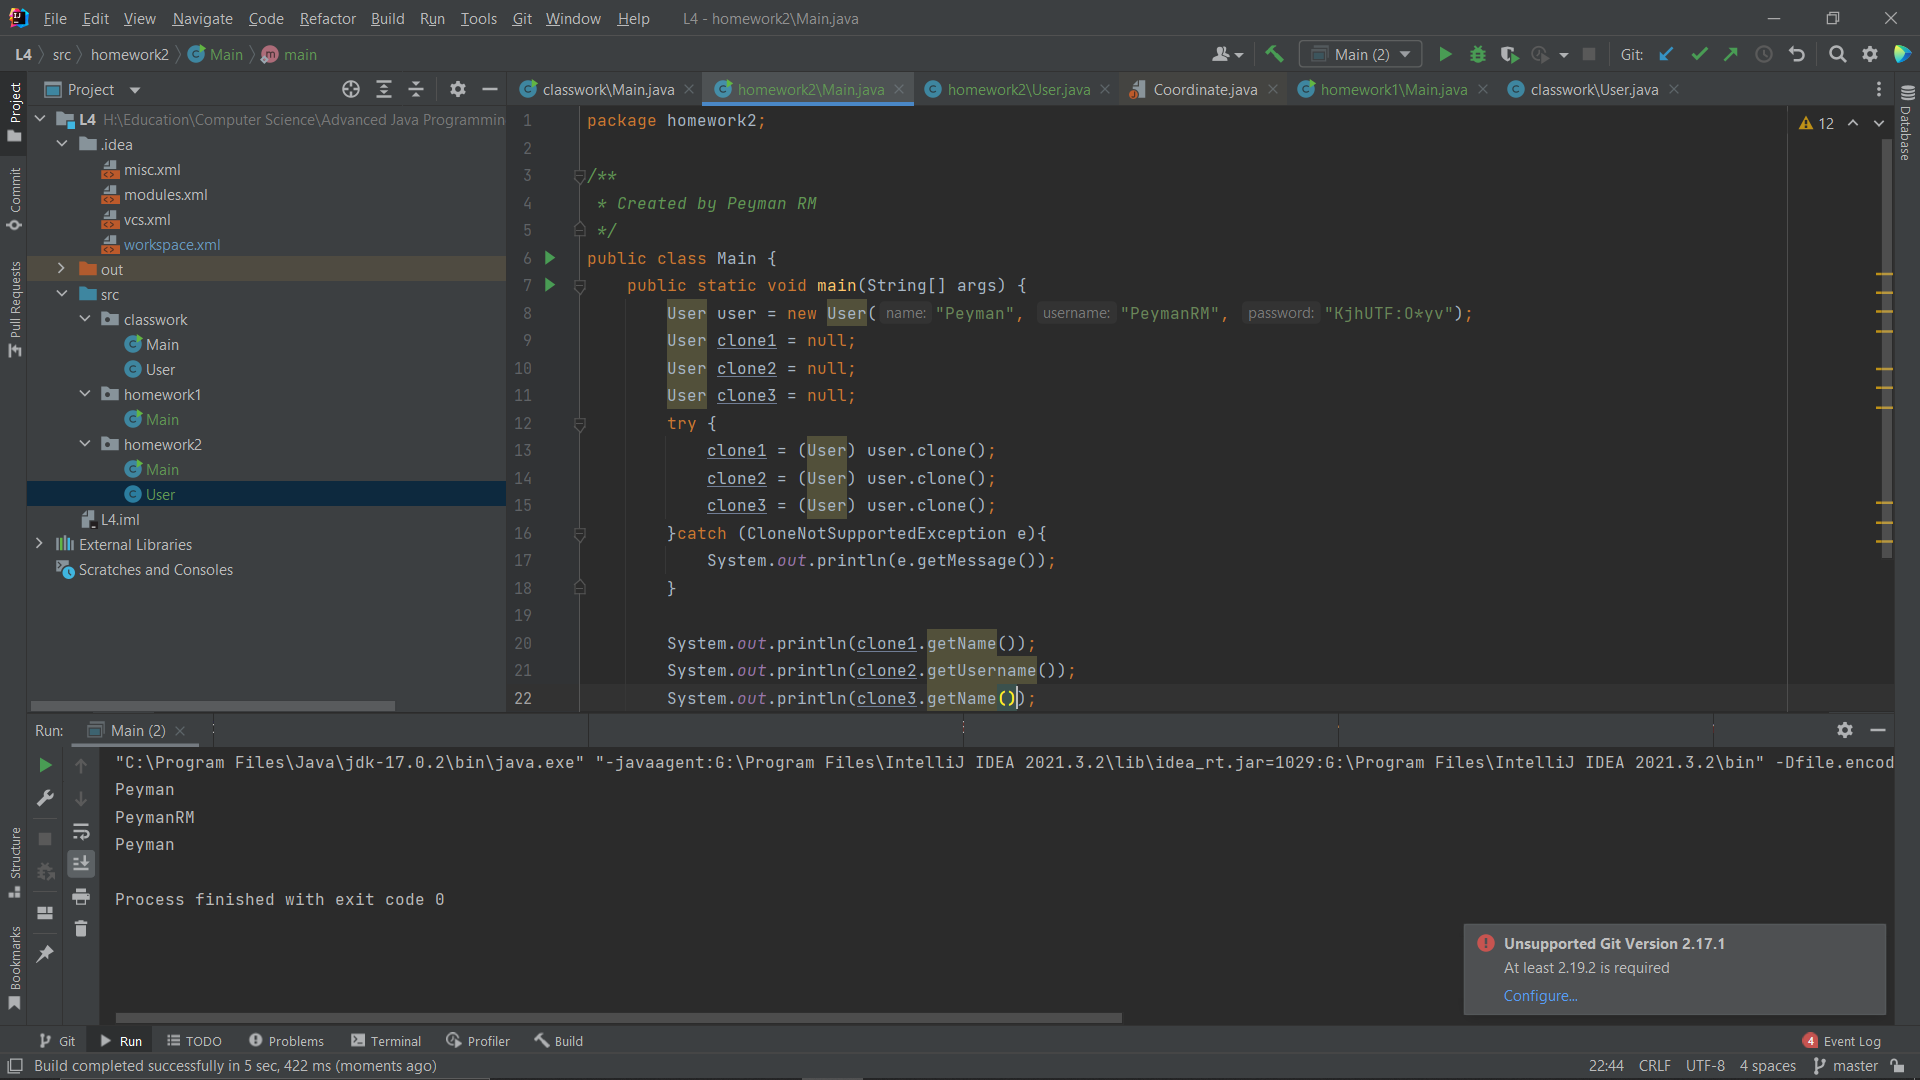 File Edit View Navigate Code Refactor Build Run Tools Git Window Help L4 - homework2\Main.java
L4 src homework2 Main main
Main (2) Git:
Project
classwork\Main.java homework2\Main.java homework2\User.java Coordinate.java homework1\Main.java classwork\User.java
L4 H:\Education\Computer Science\Advanced Java Programmin
.idea
misc.xml
modules.xml
vcs.xml
workspace.xml
out
src
classwork
Main
User
homework1
Main
homework2
Main
User
L4.iml
External Libraries
Scratches and Consoles
Project
Commit
Pull Requests
Structure
Bookmarks
Database
12
1 package homework2;
2
3 /**
4 * Created by Peyman RM
5 */
6 public class Main {
7 public static void main(String[] args) {
8 User user = new User( name: "Peyman", username: "PeymanRM", password: "KjhUTF:O*yv");
9 User clone1 = null;
10 User clone2 = null;
11 User clone3 = null;
12 try {
13 clone1 = (User) user.clone();
14 clone2 = (User) user.clone();
15 clone3 = (User) user.clone();
16 }catch (CloneNotSupportedException e){
17 System.out.println(e.getMessage());
18 }
19
20 System.out.println(clone1.getName());
21 System.out.println(clone2.getUsername());
22 System.out.println(clone3.getName());
Run: Main (2)
"C:\Program Files\Java\jdk-17.0.2\bin\java.exe" "-javaagent:G:\Program Files\IntelliJ IDEA 2021.3.2\lib\idea_rt.jar=1029:G:\Program Files\IntelliJ IDEA 2021.3.2\bin" -Dfile.encod
Peyman
PeymanRM
Peyman
Process finished with exit code 0
Unsupported Git Version 2.17.1
At least 2.19.2 is required
Configure...
Git Run TODO Problems Terminal Profiler Build 4 Event Log
Build completed successfully in 5 sec, 422 ms (moments ago) 22:44 CRLF UTF-8 4 spaces master